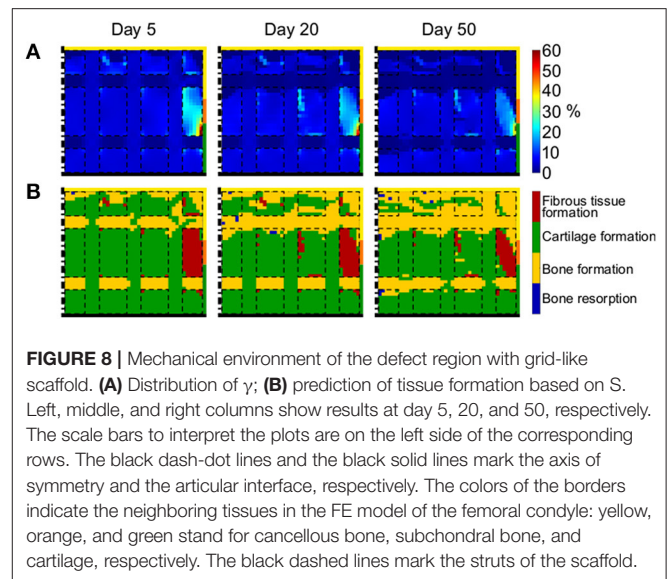 Day 5 Day 20 Day 50
A
60
50
40
30 %
20
10
0
B
Fibrous tissue
formation
Cartilage formation
Bone formation
Bone resorption
FIGURE 8 | Mechanical environment of the defect region with grid-like
scaffold. (A) Distribution of γ; (B) prediction of tissue formation based on S.
Left, middle, and right columns show results at day 5, 20, and 50, respectively.
The scale bars to interpret the plots are on the left side of the corresponding
rows. The black dash-dot lines and the black solid lines mark the axis of
symmetry and the articular interface, respectively. The colors of the borders
indicate the neighboring tissues in the FE model of the femoral condyle: yellow,
orange, and green stand for cancellous bone, subchondral bone, and
cartilage, respectively. The black dashed lines mark the struts of the scaffold.